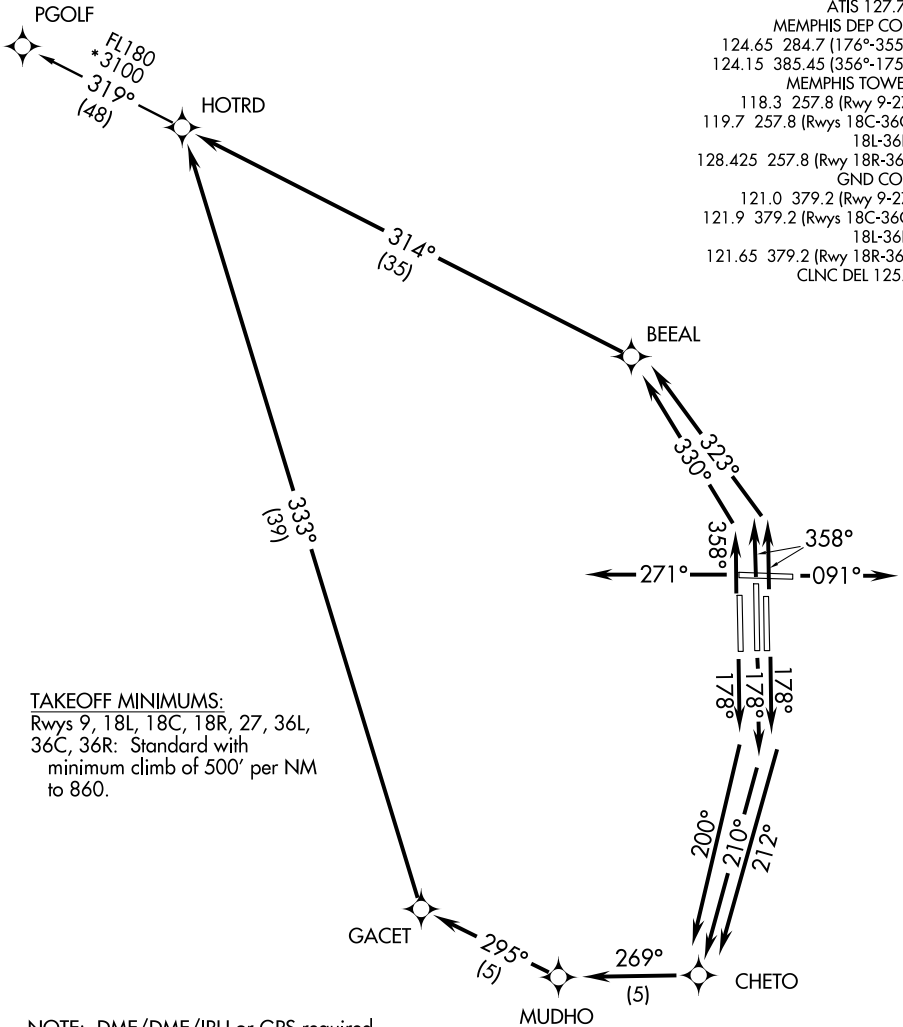 PGOLF
FL180
*3100
319°
(48)
HOTRD
ATIS 127.7
MEMPHIS DEP CO
124.65 284.7 (176°-355
124.15 385.45 (356°-175
MEMPHIS TOWE
118.3 257.8 (Rwy 9-2
119.7 257.8 (Rwys 18C-36
18L-36
128.425 257.8 (Rwy 18R-36
GND CO
121.0 379.2 (Rwy 9-2
121.9 379.2 (Rwys 18C-36
18L-36
121.65 379.2 (Rwy 18R-36
CLNC DEL 125.
314°
(35)
BEEAL
330°
323°
333°
(39)
358°
358°
271°
091°
178°
178°
178°
TAKEOFF MINIMUMS:
Rwys 9, 18L, 18C, 18R, 27, 36L,
36C, 36R: Standard with
minimum climb of 500' per NM
to 860.
200°
210°
212°
GACET
295°
(5)
269°
(5)
CHETO
MUDHO
NOTE: DME/DME/IRU or GPS required